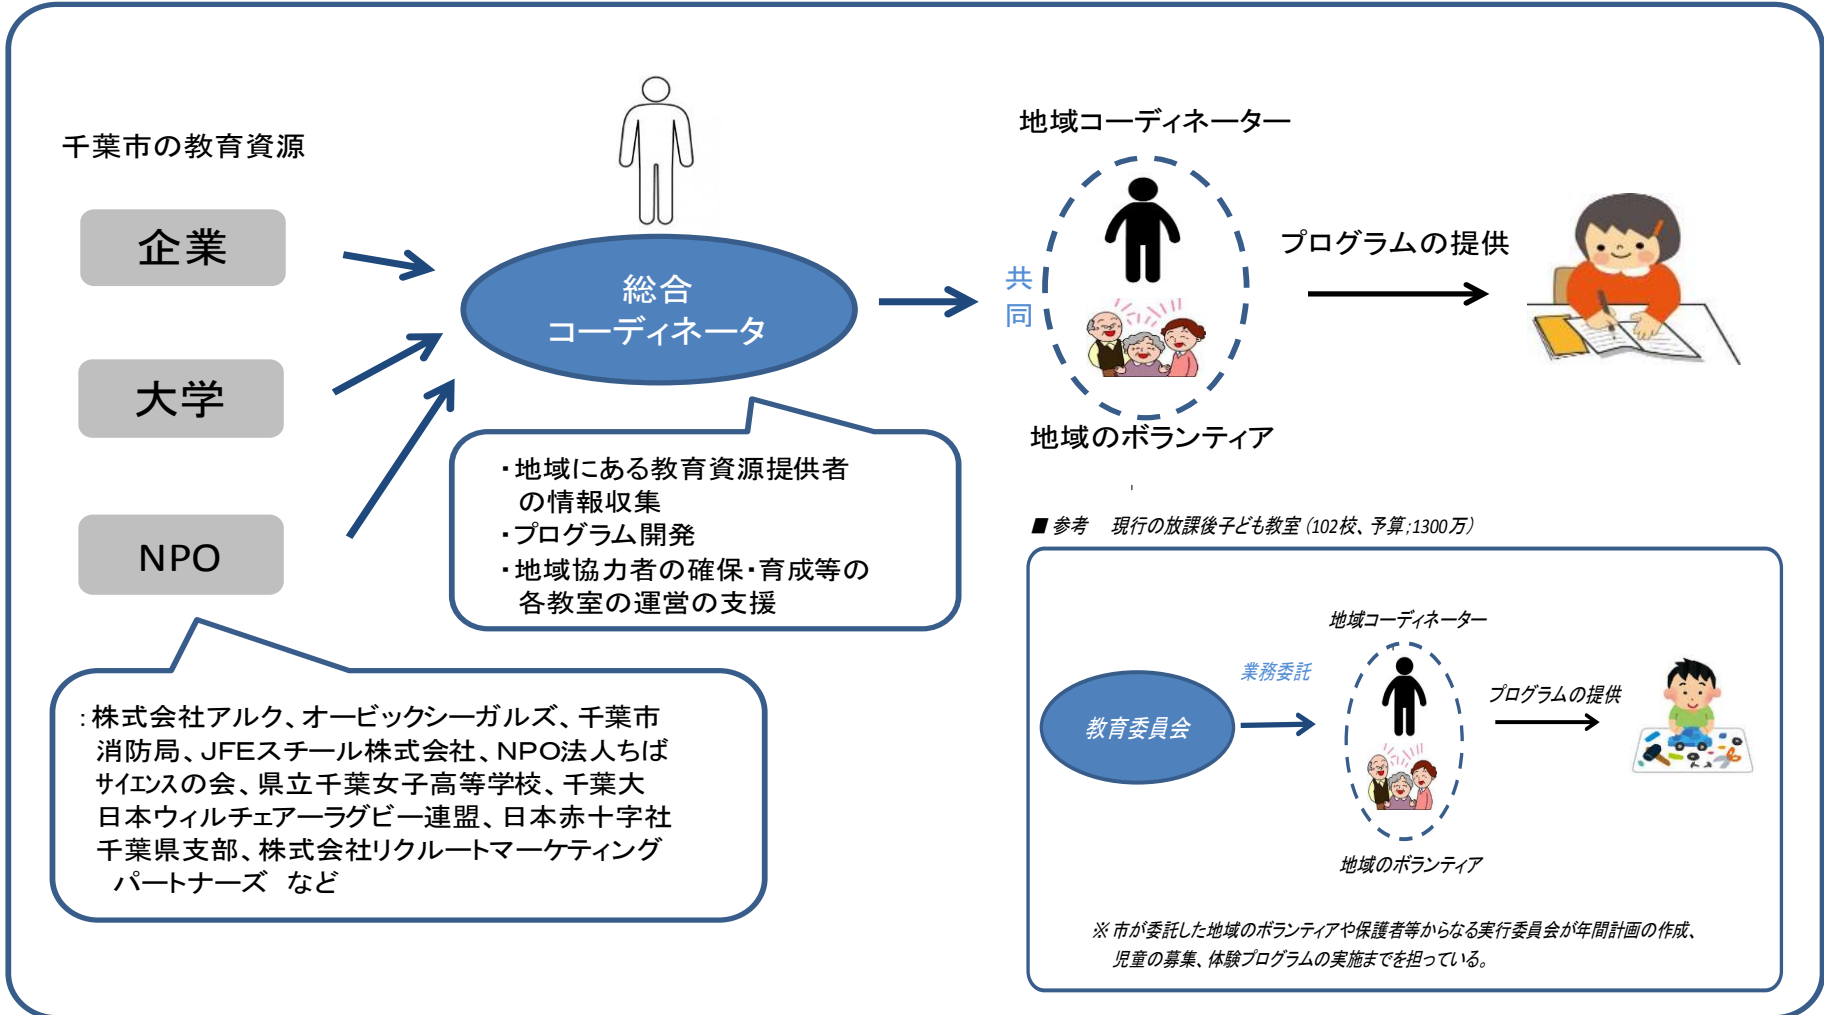 千葉市の教育資源
企業
大学
NPO
総合
コーディネータ
・地域にある教育資源提供者
の情報収集
・プログラム開発
・地域協力者の確保・育成等の
各教室の運営の支援
：株式会社アルク、オービックシーガルズ、千葉市
消防局、JFEスチール株式会社、NPO法人ちば
サイエンスの会、県立千葉女子高等学校、千葉大
日本ウィルチェアーラグビー連盟、日本赤十字社
千葉県支部、株式会社リクルートマーケティング
パートナーズ　など
地域コーディネーター
共
同
地域のボランティア
プログラムの提供
■ 参考　現行の放課後子ども教室（102校、予算；1300万）
教育委員会
業務委託
地域コーディネーター
地域のボランティア
プログラムの提供
※ 市が委託した地域のボランティアや保護者等からなる実行委員会が年間計画の作成、
児童の募集、体験プログラムの実施までを担っている。